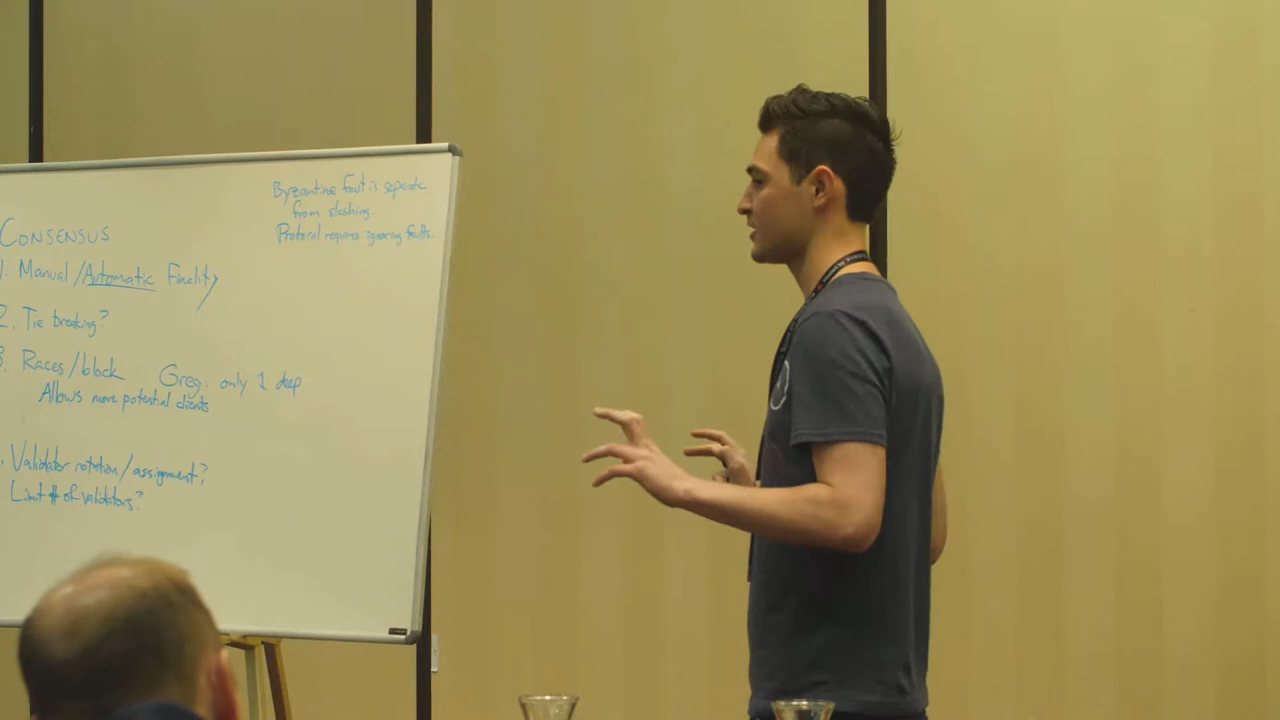 Byzantine fault is separate
from slashing.
Protocol requires ignoring faults.
CONSENSUS
1. Manual/Automatic Finality
2. Tie breaking?
3. Races/block Greg: only 1 deep
Allows more potential clients
Validator rotation/assignment?
Limit # of validators?